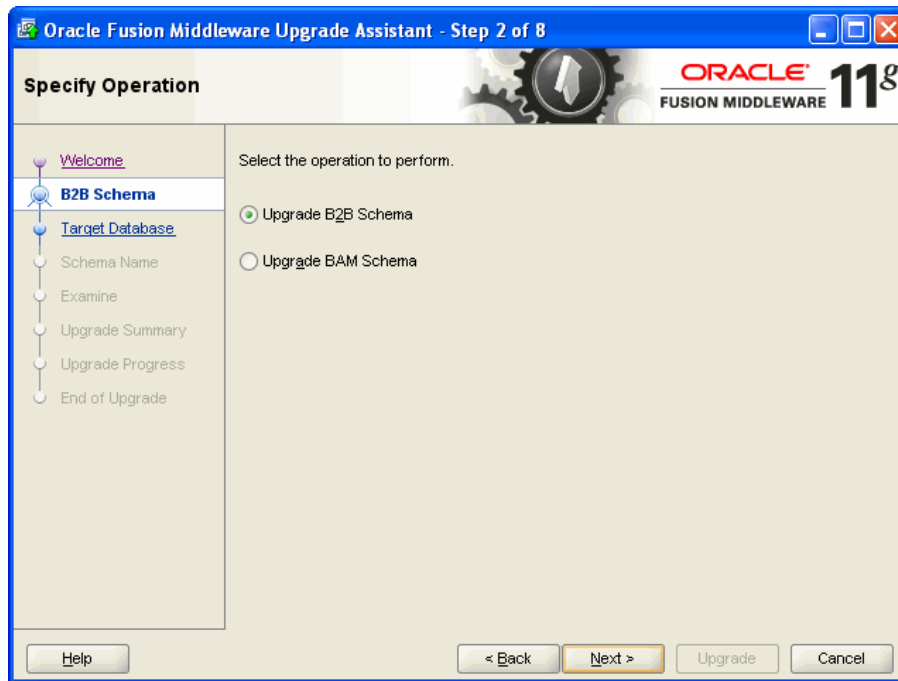 Oracle Fusion Middleware Upgrade Assistant - Step 2 of 8
Specify Operation
ORACLE
FUSION MIDDLEWARE 11g
Welcome
B2B Schema
Target Database
Schema Name
Examine
Upgrade Summary
Upgrade Progress
End of Upgrade
Select the operation to perform.
Upgrade B2B Schema
Upgrade BAM Schema
Help
< Back
Next >
Upgrade
Cancel